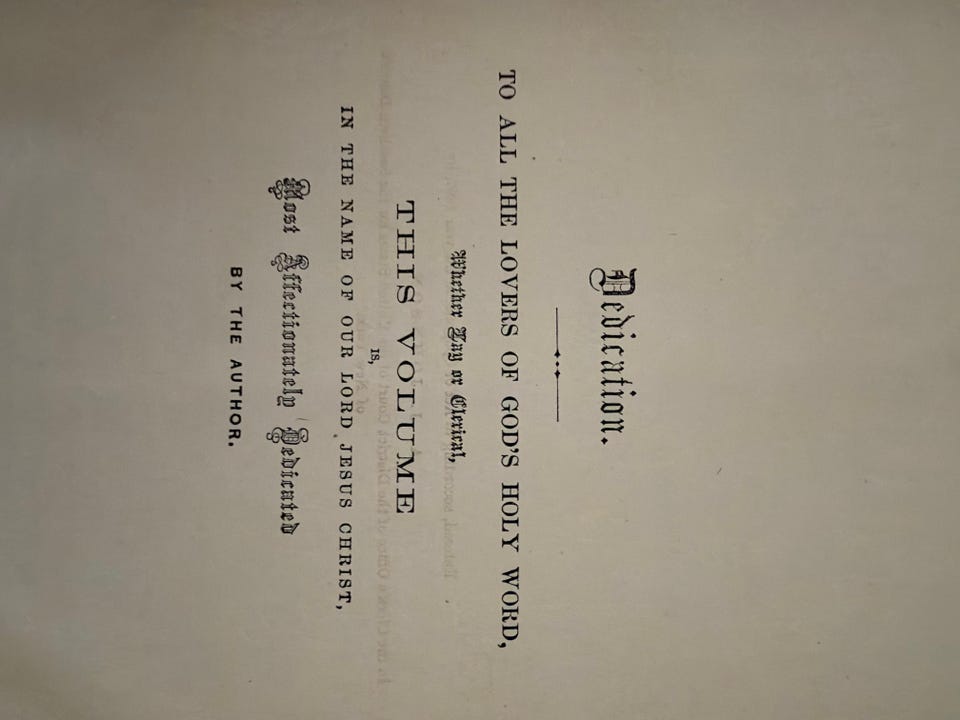 Dedication.
TO ALL THE LOVERS OF GOD'S HOLY WORD,
Whether Lay or Clerical,
THIS VOLUME
IS,
IN THE NAME OF OUR LORD JESUS CHRIST,
Most Affectionately Dedicated
BY THE AUTHOR.